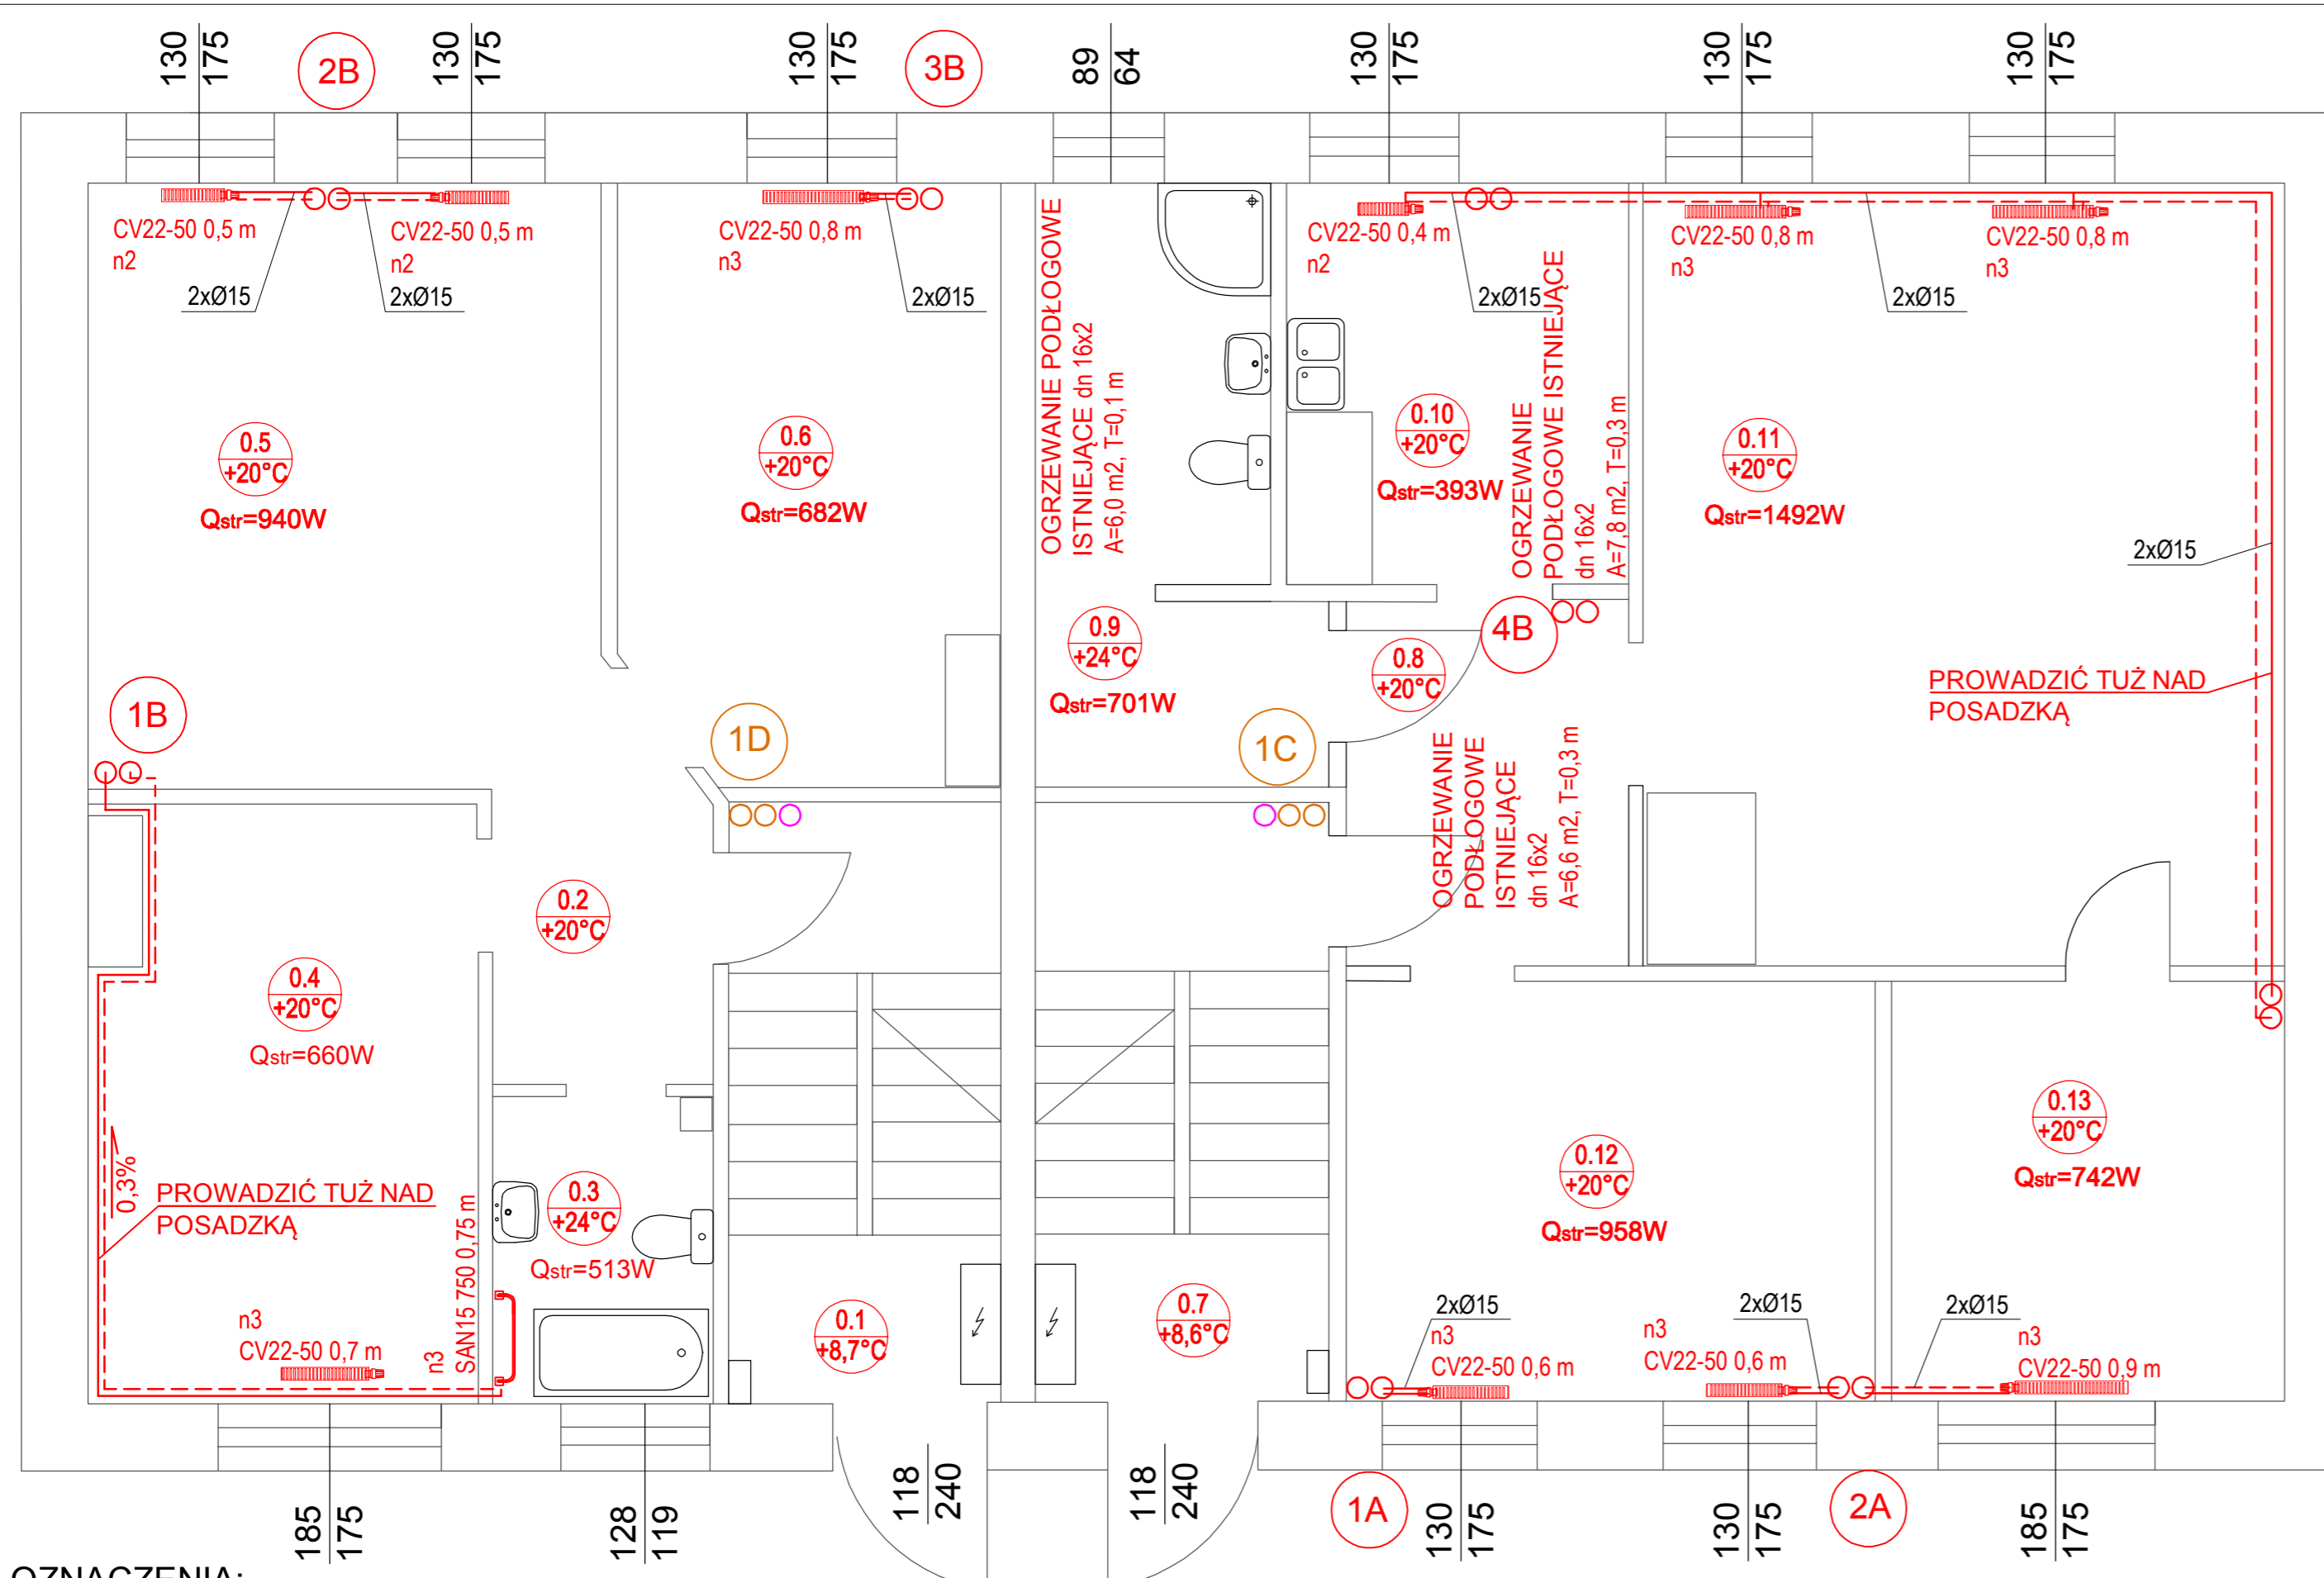 130
175
2B
130
175
130
175
3B
89
64
130
175
130
175
130
175
CV22-50 0,5 m
n2
CV22-50 0,5 m
n2
2xØ15
2xØ15
CV22-50 0,8 m
n3
2xØ15
OGRZEWANIE PODŁOGOWE
ISTNIEJĄCE dn 16x2
A=6,0 m2, T=0,1 m
CV22-50 0,4 m
n2
2xØ15
CV22-50 0,8 m
n3
CV22-50 0,8 m
n3
2xØ15
OGRZEWANIE
PODŁOGOWE ISTNIEJĄCE
dn 16x2
A=7,8 m2, T=0,3 m
0.5
+20°C
Qstr=940W
0.6
+20°C
Qstr=682W
0.10
+20°C
Qstr=393W
0.11
+20°C
Qstr=1492W
2xØ15
0.9
+24°C
Qstr=701W
0.8
+20°C
4B
PROWADZIĆ TUŻ NAD
POSADZKĄ
1B
1D
1C
OGRZEWANIE
PODŁOGOWE
ISTNIEJĄCE
dn 16x2
A=6,6 m2, T=0,3 m
0.2
+20°C
0.4
+20°C
Qstr=660W
0,3%
PROWADZIĆ TUŻ NAD
POSADZKĄ
0.3
+24°C
Qstr=513W
n3
SAN15 750 0,75 m
n3
CV22-50 0,7 m
0.1
+8,7°C
0.7
+8,6°C
0.12
+20°C
Qstr=958W
0.13
+20°C
Qstr=742W
2xØ15
n3
CV22-50 0,6 m
2xØ15
n3
CV22-50 0,6 m
2xØ15
n3
CV22-50 0,9 m
185
175
128
119
118
240
118
240
1A
130
175
130
175
2A
185
175
OZNACZENIA: